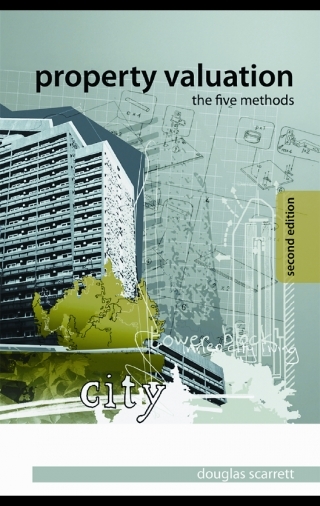 property valuation
the five methods
second edition
city
douglas scarrett